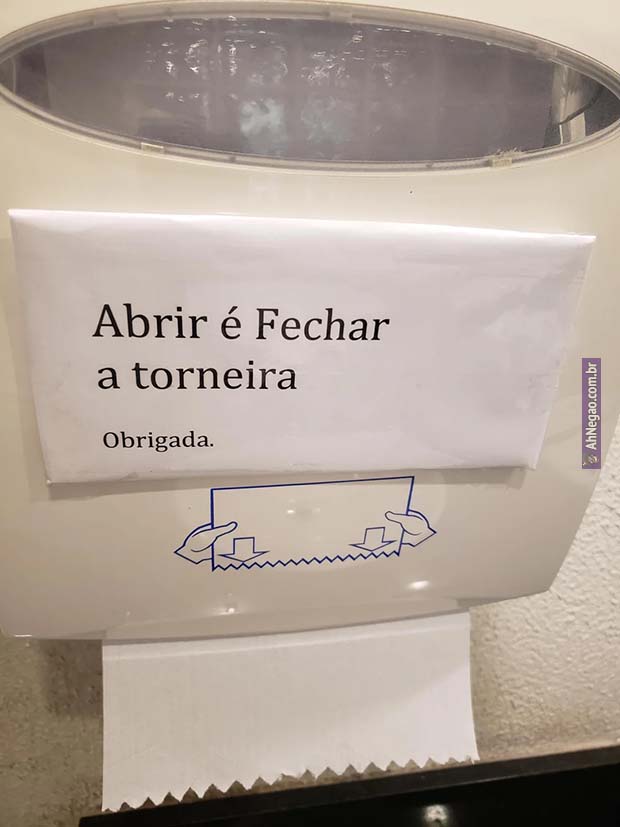 Abrir é Fechar
a torneira
Obrigada.
AhNegao.com.br